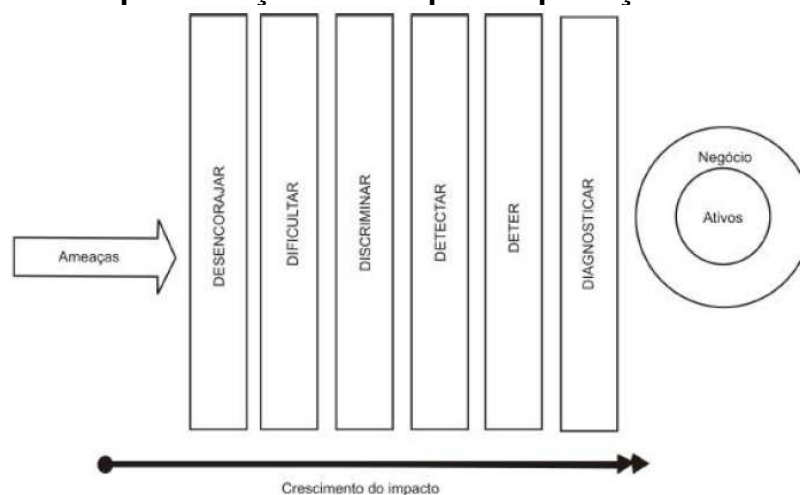 Ameaças
DESENCORAJAR
DIFICULTAR
DISCRIMINAR
DETECTAR
DETER
DIAGNOSTICAR
Negócio
Ativos
Crescimento do impacto